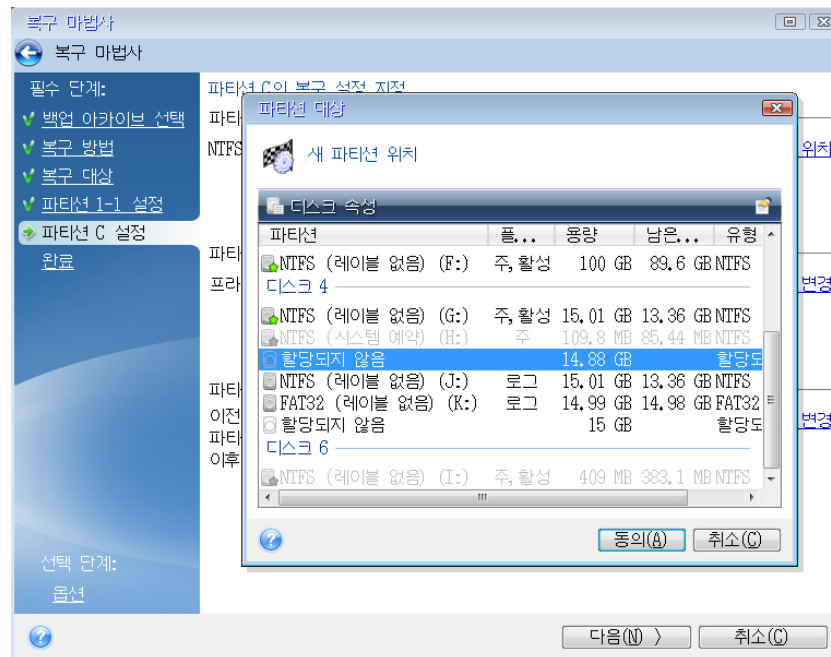 복구 마법사
복구 마법사
필수 단계:
백업 아카이브 선택
복구 방법
복구 대상
파티션 1-1 설정
파티션 C 설정
완료
선택 단계:
옵션
파티션 C의 복구 설정 지정
파티
NTFS
위치
파티
프라
변경
파티
이전
변경
파티
이후
파티션 대상
새 파티션 위치
디스크 속성
파티션 플... 용량 남은... 유형
NTFS (레이블 없음) (F:) 주,활성 100 GB 89.6 GB NTFS
디스크 4
NTFS (레이블 없음) (G:) 주,활성 15.01 GB 13.36 GB NTFS
NTFS (시스템 예약) (H:) 주 109.8 MB 85.44 MB NTFS
할당되지 않음 14.88 GB 할당되
NTFS (레이블 없음) (J:) 로그 15.01 GB 13.36 GB NTFS
FAT32 (레이블 없음) (K:) 로그 14.99 GB 14.98 GB FAT32
할당되지 않음 15 GB 할당되
디스크 6
NTFS (레이블 없음) (I:) 주,활성 409 MB 383.1 MB NTFS
동의(A) 취소(C)
다음(N) > 취소(C)